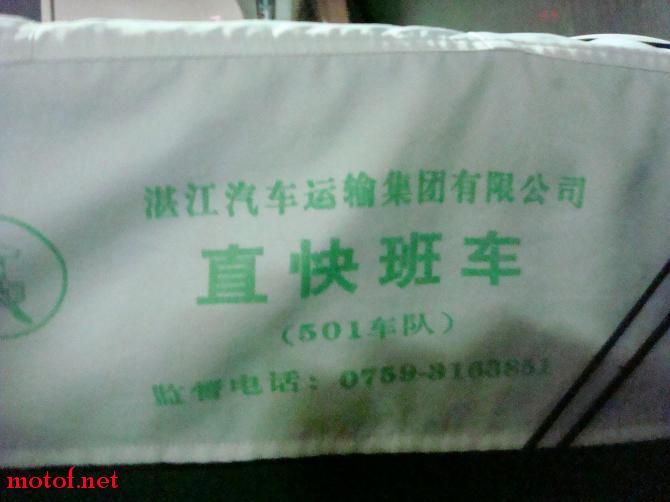 湛江汽车运输集团有限公司
直快班车
(501车队)
监督电话：0759-3163851
motof.net